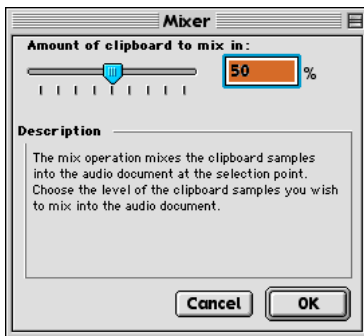 Mixer
Amount of clipboard to mix in:
50 %
Description
The mix operation mixes the clipboard samples
into the audio document at the selection point.
Choose the level of the clipboard samples you wish
to mix into the audio document.
Cancel OK